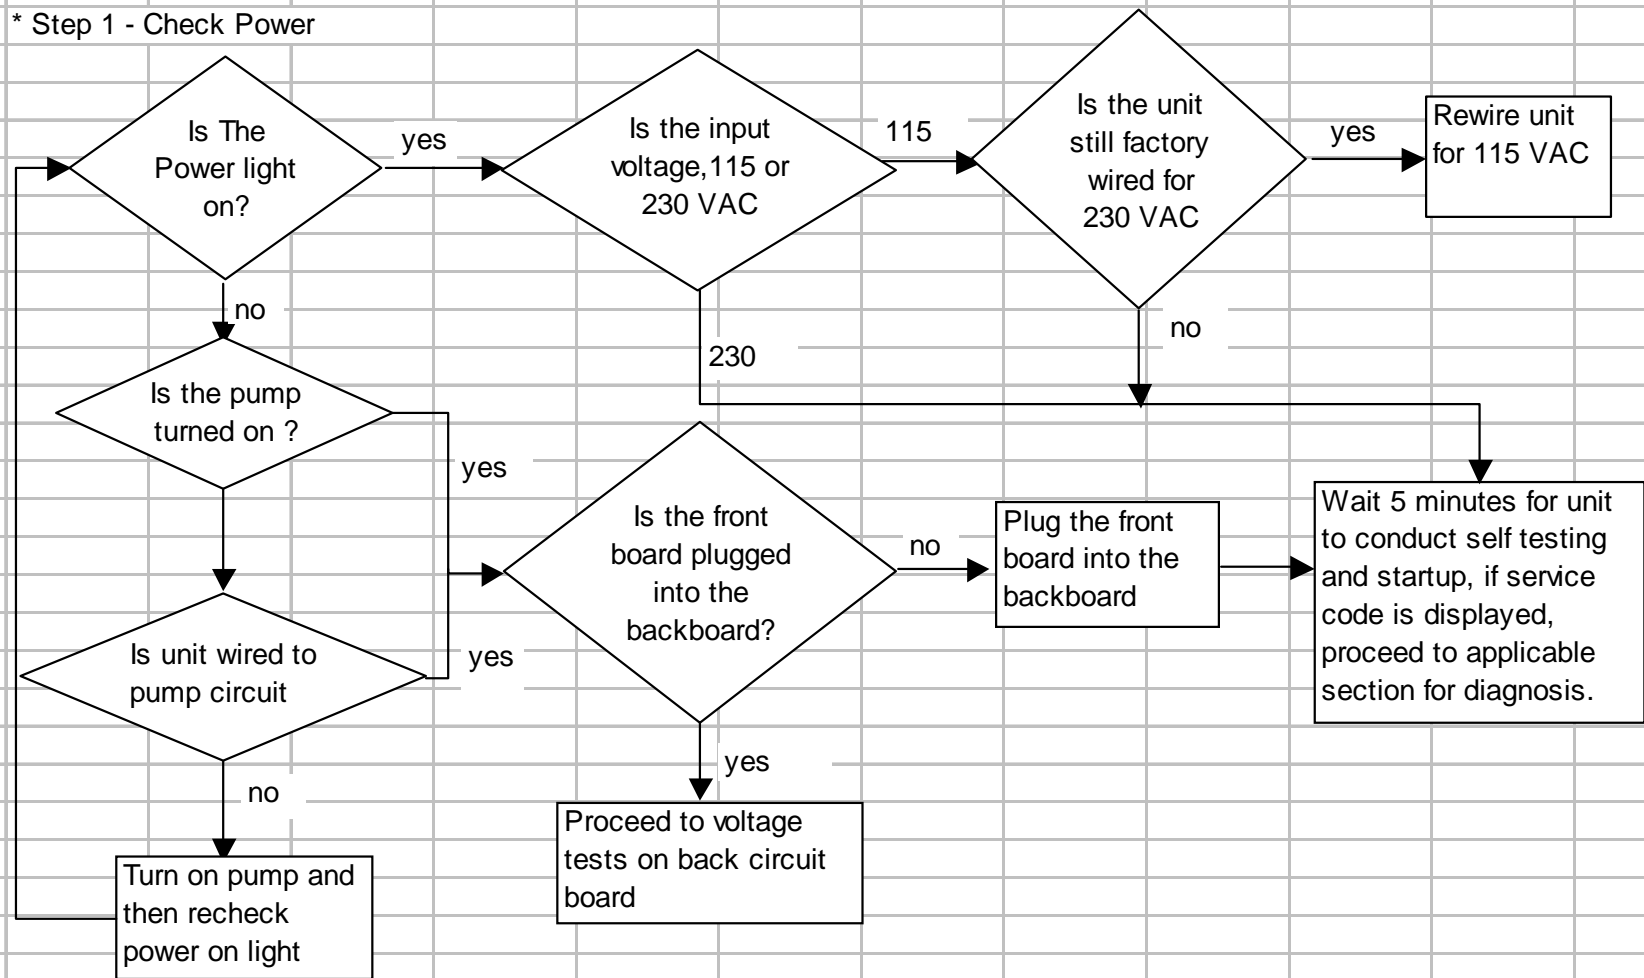 * Step 1 - Check Power
Is The
Power light
on?
yes
Is the input
voltage,115 or
230 VAC
115
Is the unit
still factory
wired for
230 VAC
yes
Rewire unit
for 115 VAC
no
230
no
Is the pump
turned on ?
yes
Is the front
board plugged
into the
backboard?
no
Plug the front
board into the
backboard
Wait 5 minutes for unit
to conduct self testing
and startup, if service
code is displayed,
proceed to applicable
section for diagnosis.
Is unit wired to
pump circuit
yes
yes
no
Proceed to voltage
tests on back circuit
board
Turn on pump and
then recheck
power on light